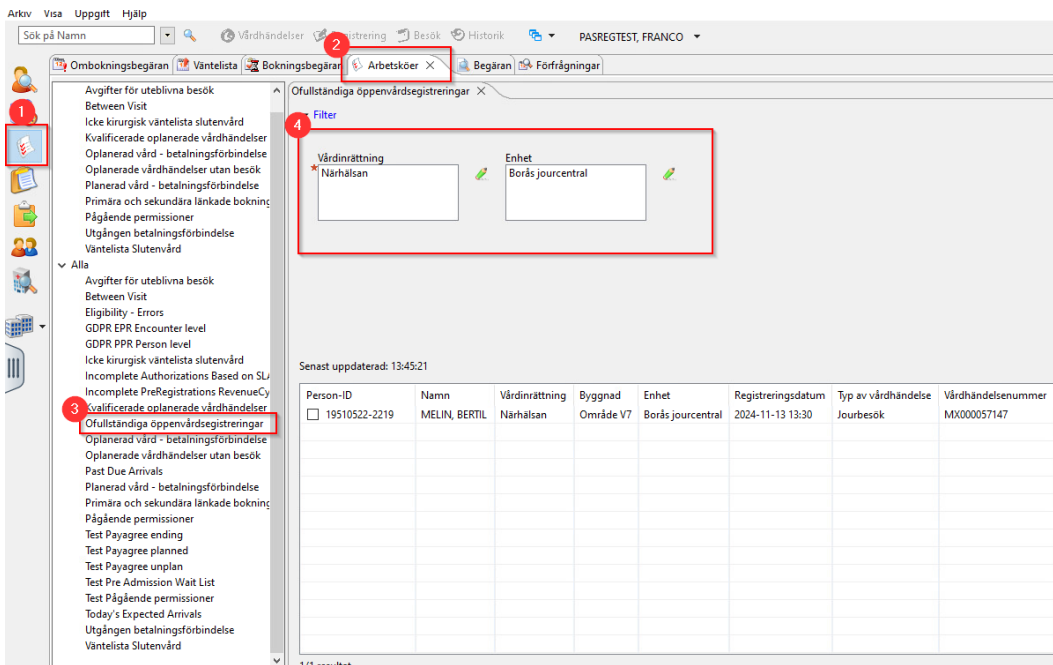 Arkiv Visa Uppgift Hjälp
Sök på Namn Vårdhändelser Registrering Besök Historik PASREGTEST, FRANCO
2
Ombokningsbegäran Väntelista Bokningsbegäran Arbetsköer Begäran Förfrågningar
1
Avgifter för uteblivna besök
Between Visit
Icke kirurgisk väntelista slutenvård
Kvalificerade oplanerade vårdhändelser
Oplanerad vård - betalningsförbindelse
Oplanerade vårdhändelser utan besök
Planerad vård - betalningsförbindelse
Primära och sekundära länkade bokning
Pågående permissioner
Utgången betalningsförbindelse
Väntelista Slutenvård
Alla
Avgifter för uteblivna besök
Between Visit
Eligibility - Errors
GDPR EPR Encounter level
GDPR PPR Person level
Icke kirurgisk väntelista slutenvård
Incomplete Authorizations Based on SLA
Incomplete PreRegistrations RevenueCy
3
Kvalificerade oplanerade vårdhändelser
Ofullständiga öppenvårdsegistreringar
Oplanerad vård - betalningsförbindelse
Oplanerade vårdhändelser utan besök
Past Due Arrivals
Planerad vård - betalningsförbindelse
Primära och sekundära länkade bokning
Pågående permissioner
Test Payagree ending
Test Payagree planned
Test Payagree unplan
Test Pre Admission Wait List
Test Pågående permissioner
Today's Expected Arrivals
Utgången betalningsförbindelse
Väntelista Slutenvård
Ofullständiga öppenvårdsegistreringar
Filter
4
Vårdinrättning Enhet
* Närhälsan Borås jourcentral
Senast uppdaterad: 13:45:21
Person-ID Namn Vårdinrättning Byggnad Enhet Registreringsdatum Typ av vårdhändelse Vårdhändelsenummer
19510522-2219 MELIN, BERTIL Närhälsan Område V7 Borås jourcentral 2024-11-13 13:30 Jourbesök MX000057147
1/1 resultat